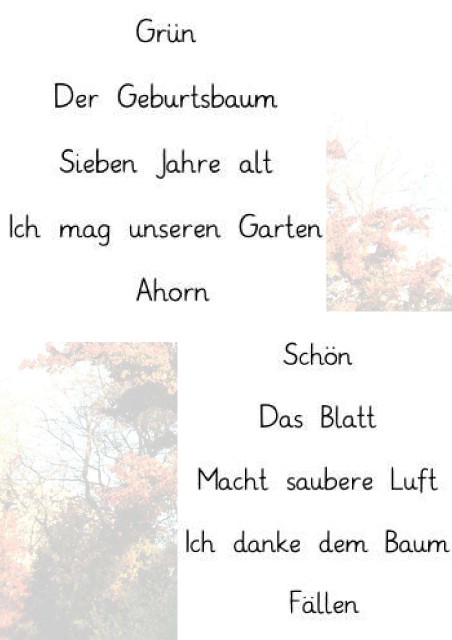 Grün
Der Geburtsbaum
Sieben Jahre alt
Ich mag unseren Garten
Ahorn
Schön
Das Blatt
Macht saubere Luft
Ich danke dem Baum
Fällen